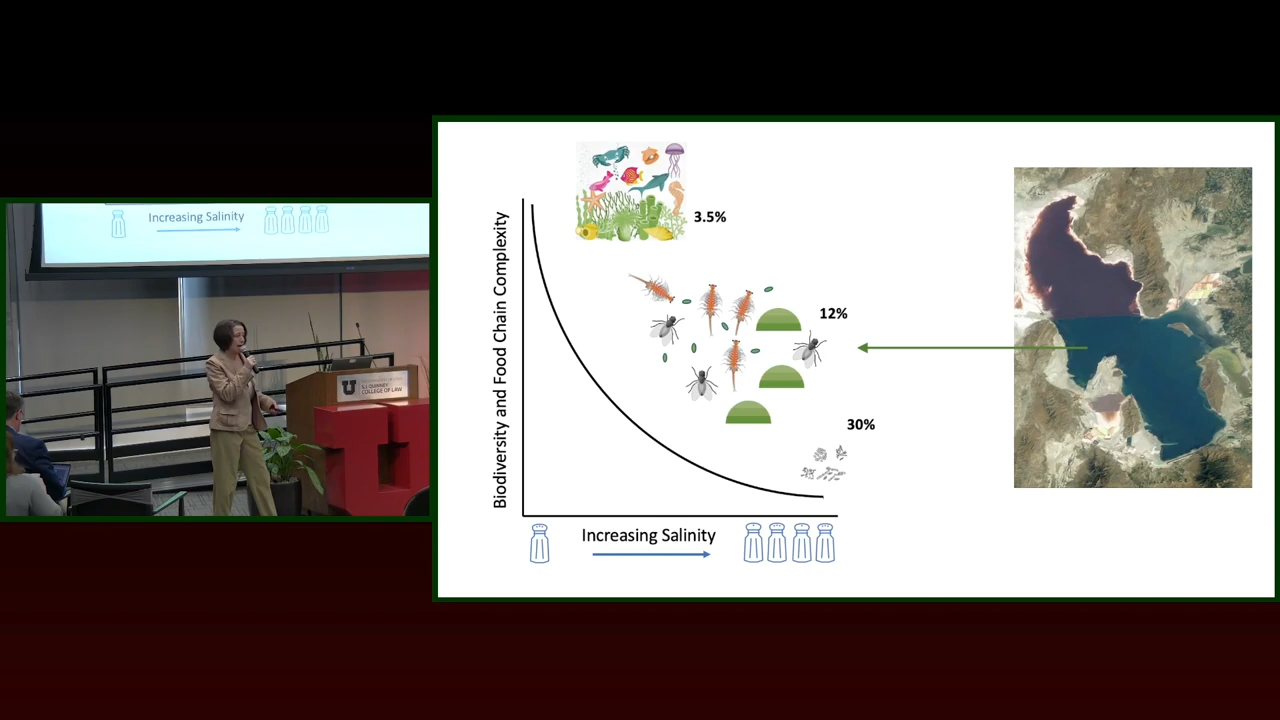 Increasing Salinity
U
S.J. QUINNEY
COLLEGE OF LAW
Biodiversity and Food Chain Complexity
3.5%
12%
30%
Increasing Salinity